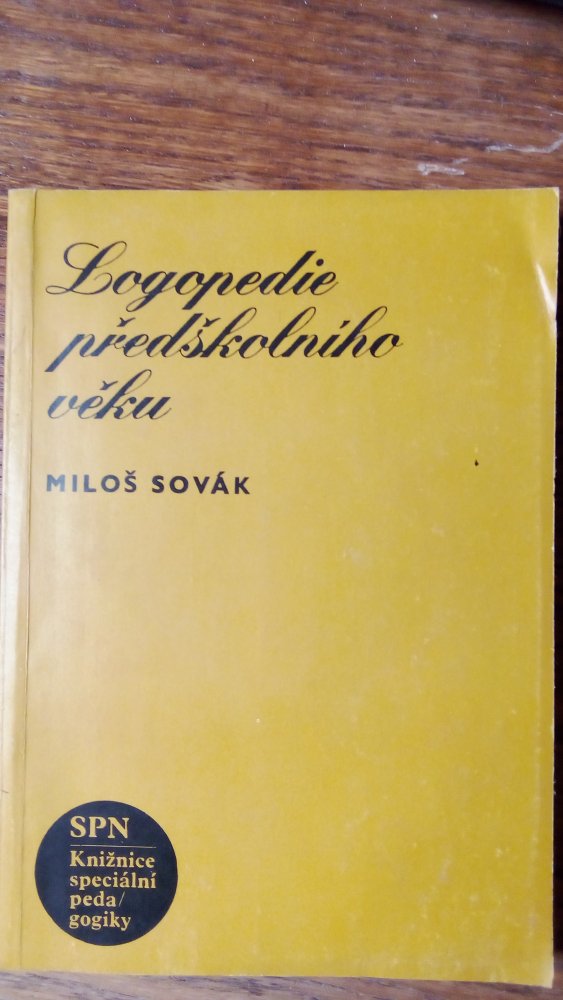 Logopedie
předškolního
věku
MILOŠ SOVÁK
SPN
Knižnice
speciální
peda/
gogiky